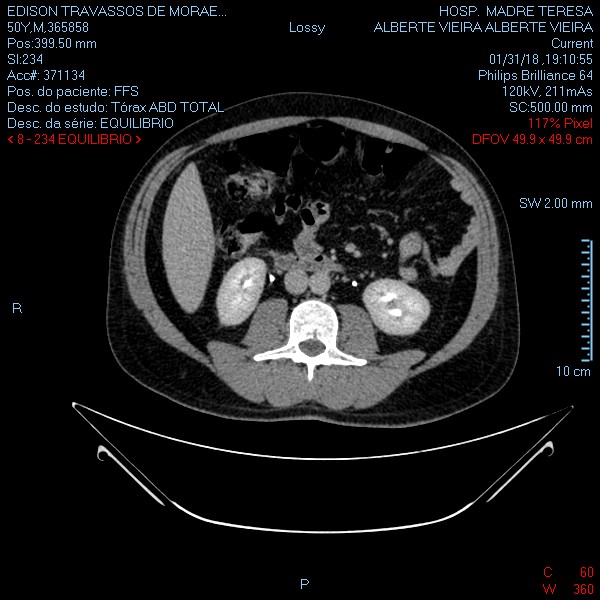 EDISON TRAVASSOS DE MORAE...
50Y,M,365858
Pos:399.50 mm
Sl:234
Acc#: 371134
Pos. do paciente: FFS
Desc. do estudo: Tórax ABD TOTAL
Desc. da série: EQUILIBRIO
< 8 - 234 EQUILIBRIO >
Lossy
HOSP. MADRE TERESA
ALBERTE VIEIRA ALBERTE VIEIRA
Current
01/31/18 ,19:10:55
Philips Brilliance 64
120kV, 211mAs
SC:500.00 mm
117% Pixel
DFOV 49.9 x 49.9 cm
SW 2.00 mm
R
10 cm
P
C 60
W 360